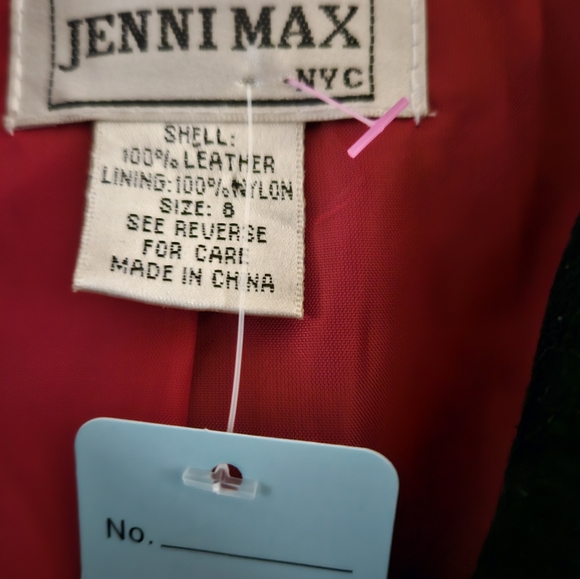 JENNI MAX
NYC
SHELL:
100% LEATHER
LINING:100% NYLON
SIZE: 8
SEE REVERSE
FOR CARE
MADE IN CHINA
No.